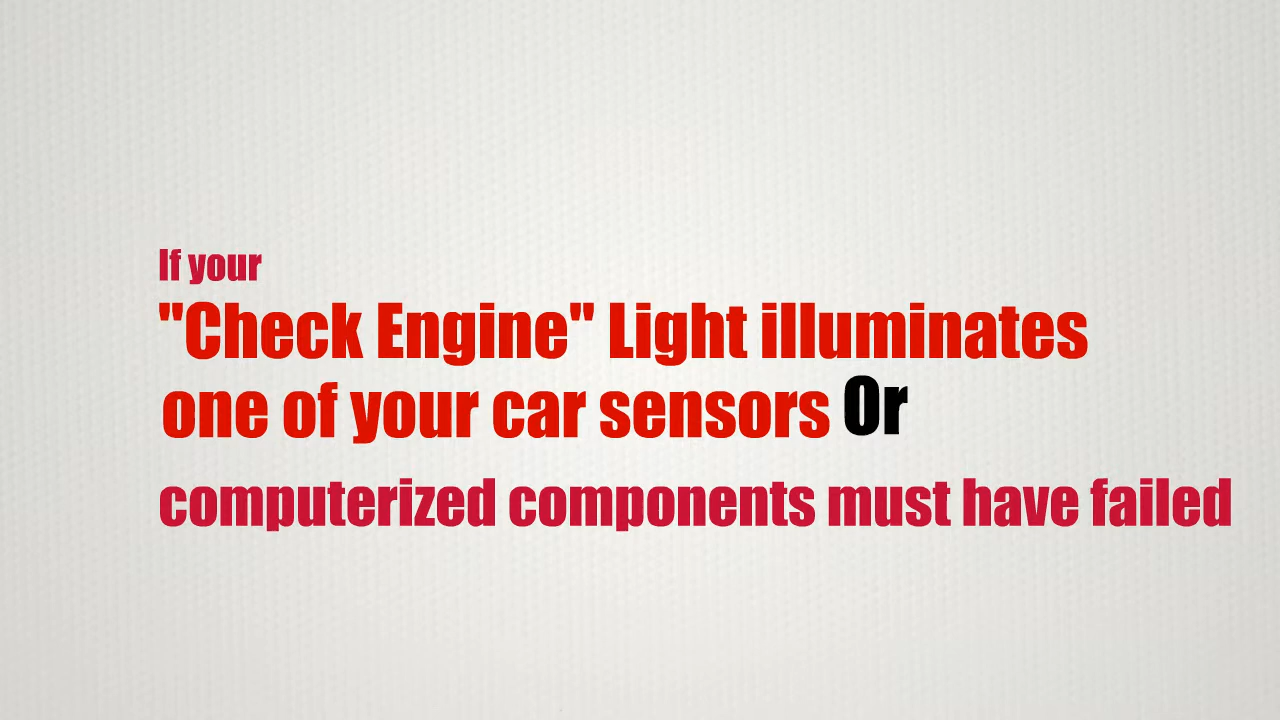 If your
"Check Engine" Light illuminates
one of your car sensors Or
computerized components must have failed